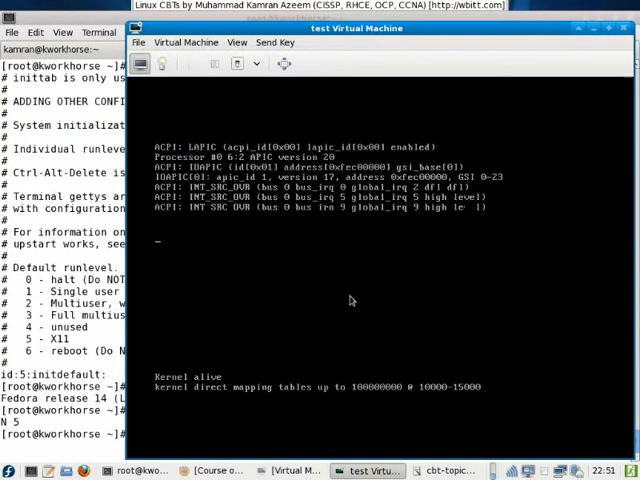 Linux CBTs by Muhammad Kamran Azeem (CISSP, RHCE, OCP, CCNA) [http://wbitt.com]
File Edit View Terminal
kamran@kworkhorse:~
[root@kworkhorse ~]#
# inittab is only us
#
# ADDING OTHER CONFI
#
# System initializat
#
# Individual runleve
#
# Ctrl-Alt-Delete is
#
# Terminal gettys ar
# with configuration
#
# For information on
# upstart works, see
#
# Default runlevel.
#   0 - halt (Do NOT
#   1 - Single user
#   2 - Multiuser, w
#   3 - Full multius
#   4 - unused
#   5 - X11
#   6 - reboot (Do N
#
id:5:initdefault:
[root@kworkhorse ~]#
Fedora release 14 (L
[root@kworkhorse ~]#
N 5
[root@kworkhorse ~]#
test Virtual Machine
File Virtual Machine View Send Key
ACPI: LAPIC (acpi_id[0x00] lapic_id[0x00] enabled)
Processor #0 6:2 APIC version 20
ACPI: IOAPIC (id[0x01] address[0xfec00000] gsi_base[0])
IOAPIC[0]: apic_id 1, version 17, address 0xfec00000, GSI 0-23
ACPI: INT_SRC_OVR (bus 0 bus_irq 0 global_irq 2 dfl dfl)
ACPI: INT_SRC_OVR (bus 0 bus_irq 5 global_irq 5 high level)
ACPI: INT_SRC_OVR (bus 0 bus_irq 9 global_irq 9 high le l)
_
Kernel alive
kernel direct mapping tables up to 100000000 @ 10000-15000
root@kwo... [Course o... [Virtual M... test Virtu... cbt-topic... 22:51